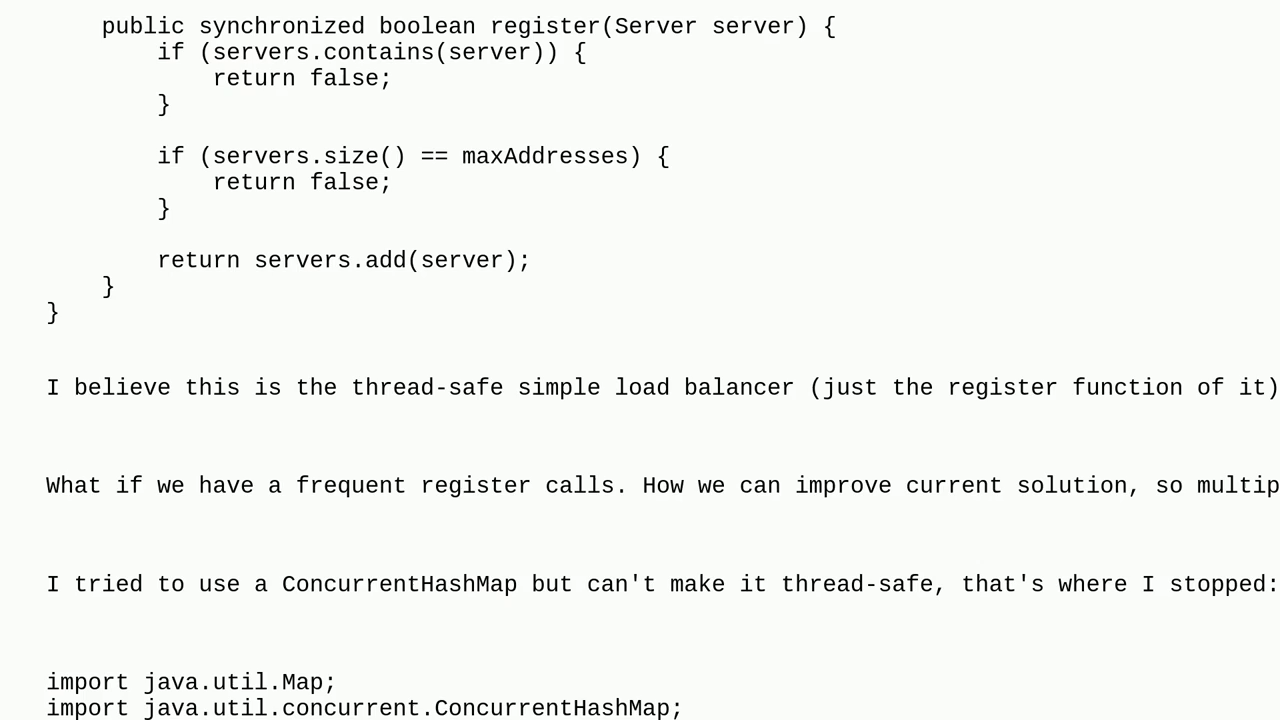 public synchronized boolean register(Server server) {
if (servers.contains(server)) {
return false;
}
if (servers.size() == maxAddresses) {
return false;
}
return servers.add(server);
}
}
I believe this is the thread-safe simple load balancer (just the register function of it)
What if we have a frequent register calls. How we can improve current solution, so multip
I tried to use a ConcurrentHashMap but can't make it thread-safe, that's where I stopped:
import java.util.Map;
import java.util.concurrent.ConcurrentHashMap;